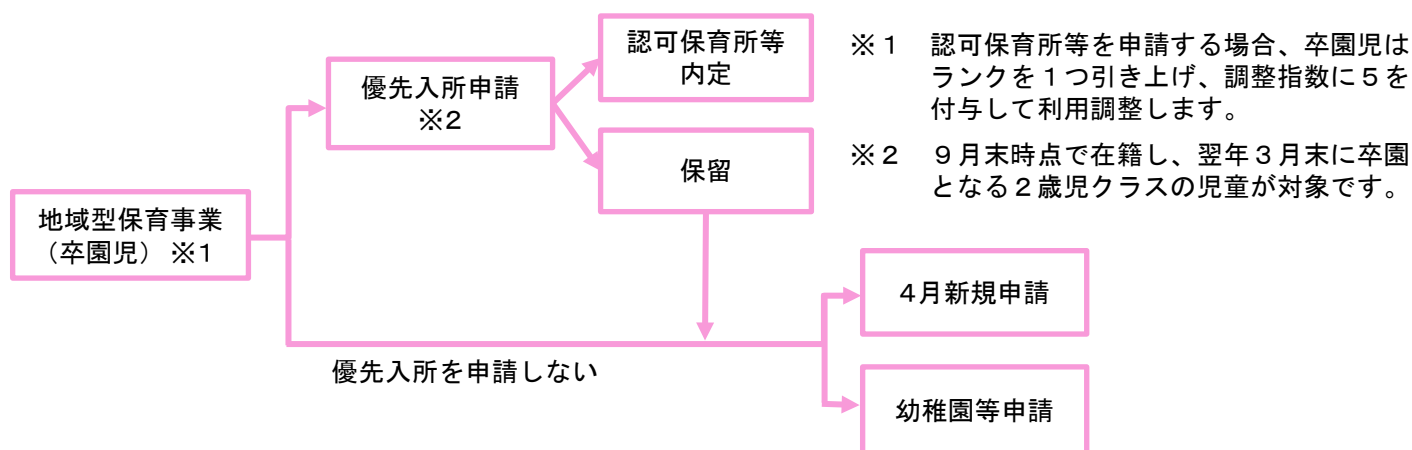 地域型保育事業
（卒園児）※1
優先入所申請
※2
認可保育所等
内定
保留
優先入所を申請しない
4月新規申請
幼稚園等申請
※１　認可保育所等を申請する場合、卒園児は
ランクを１つ引き上げ、調整指数に５を
付与して利用調整します。
※２　９月末時点で在籍し、翌年３月末に卒園
となる２歳児クラスの児童が対象です。